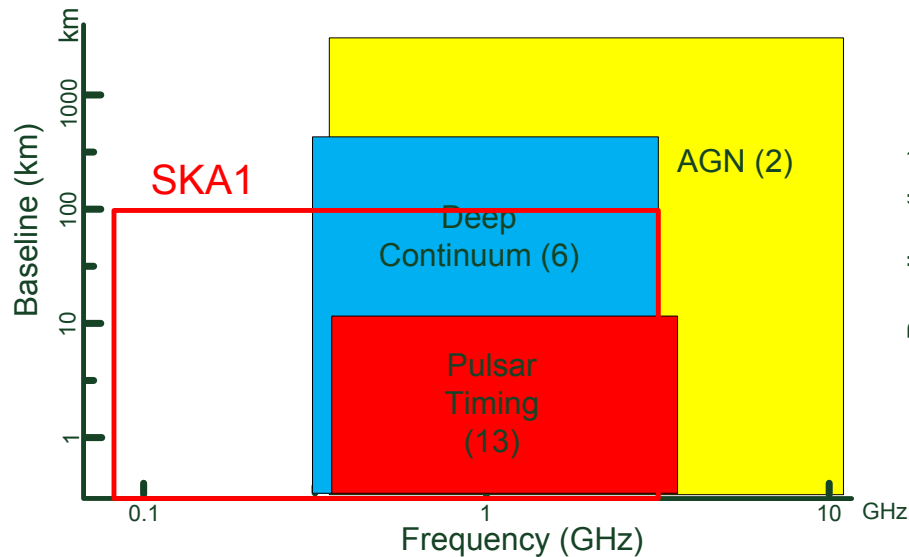 km
1000
100
10
1
Baseline (km)
SKA1
AGN (2)
Deep
Continuum (6)
Pulsar
Timing
(13)
0.1
1
10
GHz
Frequency (GHz)